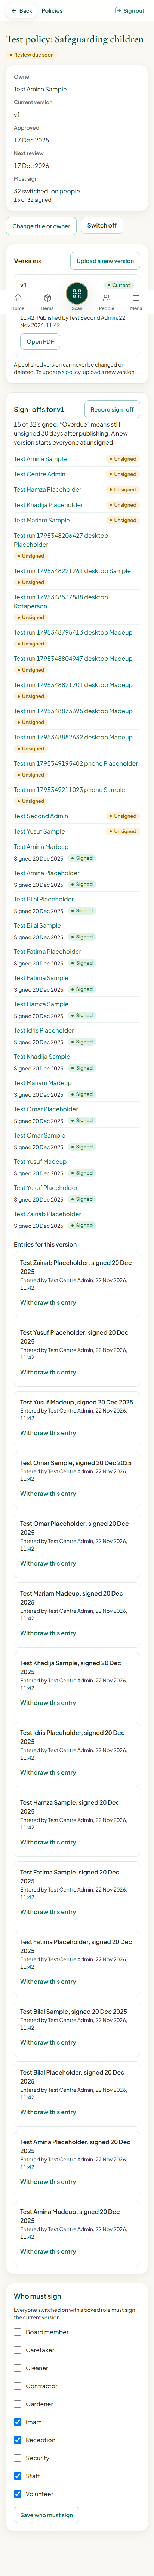 Back
Policies
Sign out
Test policy: Safeguarding children
Review due soon
Owner
Test Amina Sample
Current version
v1
Approved
17 Dec 2025
Next review
17 Dec 2026
Must sign
32 switched-on people
15 of 32 signed
Change title or owner
Switch off
Versions
Upload a new version
v1
Current
Home
Items
Scan
People
Menu
11:42. Published by Test Second Admin, 22
Nov 2026, 11:42.
Open PDF
A published version can never be changed or
deleted. To update a policy, upload a new version.
Sign-offs for v1
Record sign-off
15 of 32 signed. “Overdue” means still
unsigned 30 days after publishing. A new
version starts everyone at unsigned.
Test Amina Sample
Unsigned
Test Centre Admin
Unsigned
Test Hamza Placeholder
Unsigned
Test Khadija Placeholder
Unsigned
Test Mariam Sample
Unsigned
Test run 1795348206427 desktop
Placeholder
Unsigned
Test run 1795348221261 desktop Sample
Unsigned
Test run 1795348537888 desktop
Rotaperson
Unsigned
Test run 1795348795413 desktop Madeup
Unsigned
Test run 1795348804947 desktop Madeup
Unsigned
Test run 1795348821701 desktop Madeup
Unsigned
Test run 1795348873395 desktop Madeup
Unsigned
Test run 1795348882632 desktop Madeup
Unsigned
Test run 1795349195402 phone Placeholder
Unsigned
Test run 1795349211023 phone Sample
Unsigned
Test Second Admin
Unsigned
Test Yusuf Sample
Unsigned
Test Amina Madeup
Signed 20 Dec 2025
Signed
Test Amina Placeholder
Signed 20 Dec 2025
Signed
Test Bilal Placeholder
Signed 20 Dec 2025
Signed
Test Bilal Sample
Signed 20 Dec 2025
Signed
Test Fatima Placeholder
Signed 20 Dec 2025
Signed
Test Fatima Sample
Signed 20 Dec 2025
Signed
Test Hamza Sample
Signed 20 Dec 2025
Signed
Test Idris Placeholder
Signed 20 Dec 2025
Signed
Test Khadija Sample
Signed 20 Dec 2025
Signed
Test Mariam Madeup
Signed 20 Dec 2025
Signed
Test Omar Placeholder
Signed 20 Dec 2025
Signed
Test Omar Sample
Signed 20 Dec 2025
Signed
Test Yusuf Madeup
Signed 20 Dec 2025
Signed
Test Yusuf Placeholder
Signed 20 Dec 2025
Signed
Test Zainab Placeholder
Signed 20 Dec 2025
Signed
Entries for this version
Test Zainab Placeholder, signed 20 Dec
2025
Entered by Test Centre Admin, 22 Nov 2026,
11:42.
Withdraw this entry
Test Yusuf Placeholder, signed 20 Dec
2025
Entered by Test Centre Admin, 22 Nov 2026,
11:42.
Withdraw this entry
Test Yusuf Madeup, signed 20 Dec 2025
Entered by Test Centre Admin, 22 Nov 2026,
11:42.
Withdraw this entry
Test Omar Sample, signed 20 Dec 2025
Entered by Test Centre Admin, 22 Nov 2026,
11:42.
Withdraw this entry
Test Omar Placeholder, signed 20 Dec
2025
Entered by Test Centre Admin, 22 Nov 2026,
11:42.
Withdraw this entry
Test Mariam Madeup, signed 20 Dec
2025
Entered by Test Centre Admin, 22 Nov 2026,
11:42.
Withdraw this entry
Test Khadija Sample, signed 20 Dec
2025
Entered by Test Centre Admin, 22 Nov 2026,
11:42.
Withdraw this entry
Test Idris Placeholder, signed 20 Dec
2025
Entered by Test Centre Admin, 22 Nov 2026,
11:42.
Withdraw this entry
Test Hamza Sample, signed 20 Dec
2025
Entered by Test Centre Admin, 22 Nov 2026,
11:42.
Withdraw this entry
Test Fatima Sample, signed 20 Dec
2025
Entered by Test Centre Admin, 22 Nov 2026,
11:42.
Withdraw this entry
Test Fatima Placeholder, signed 20 Dec
2025
Entered by Test Centre Admin, 22 Nov 2026,
11:42.
Withdraw this entry
Test Bilal Sample, signed 20 Dec 2025
Entered by Test Centre Admin, 22 Nov 2026,
11:42.
Withdraw this entry
Test Bilal Placeholder, signed 20 Dec
2025
Entered by Test Centre Admin, 22 Nov 2026,
11:42.
Withdraw this entry
Test Amina Placeholder, signed 20 Dec
2025
Entered by Test Centre Admin, 22 Nov 2026,
11:42.
Withdraw this entry
Test Amina Madeup, signed 20 Dec
2025
Entered by Test Centre Admin, 22 Nov 2026,
11:42.
Withdraw this entry
Who must sign
Everyone switched on with a ticked role must sign
the current version.
Board member
Caretaker
Cleaner
Contractor
Gardener
Imam
Reception
Security
Staff
Volunteer
Save who must sign